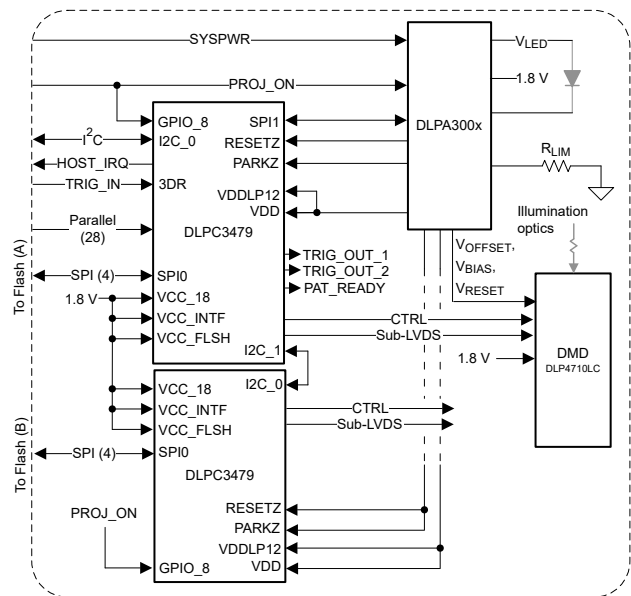 SYSPWR
VLED
PROJ_ON
1.8 V
DLPA300x
GPIO_8
SPI1
I2C
I2C_0
RESETZ
HOST_IRQ
PARKZ
RLIM
TRIG_IN
3DR
VDDLP12
VDD
Parallel
(28)
DLPC3479
Illumination
optics
To Flash (A)
TRIG_OUT_1
TRIG_OUT_2
PAT_READY
VOFFSET,
VBIAS,
VRESET
SPI (4)
SPI0
1.8 V
VCC_18
VCC_INTF
VCC_FLSH
CTRL
Sub-LVDS
I2C_1
1.8 V
DMD
DLP4710LC
I2C_0
VCC_18
VCC_INTF
VCC_FLSH
CTRL
Sub-LVDS
To Flash (B)
SPI (4)
SPI0
DLPC3479
RESETZ
PROJ_ON
PARKZ
VDDLP12
GPIO_8
VDD